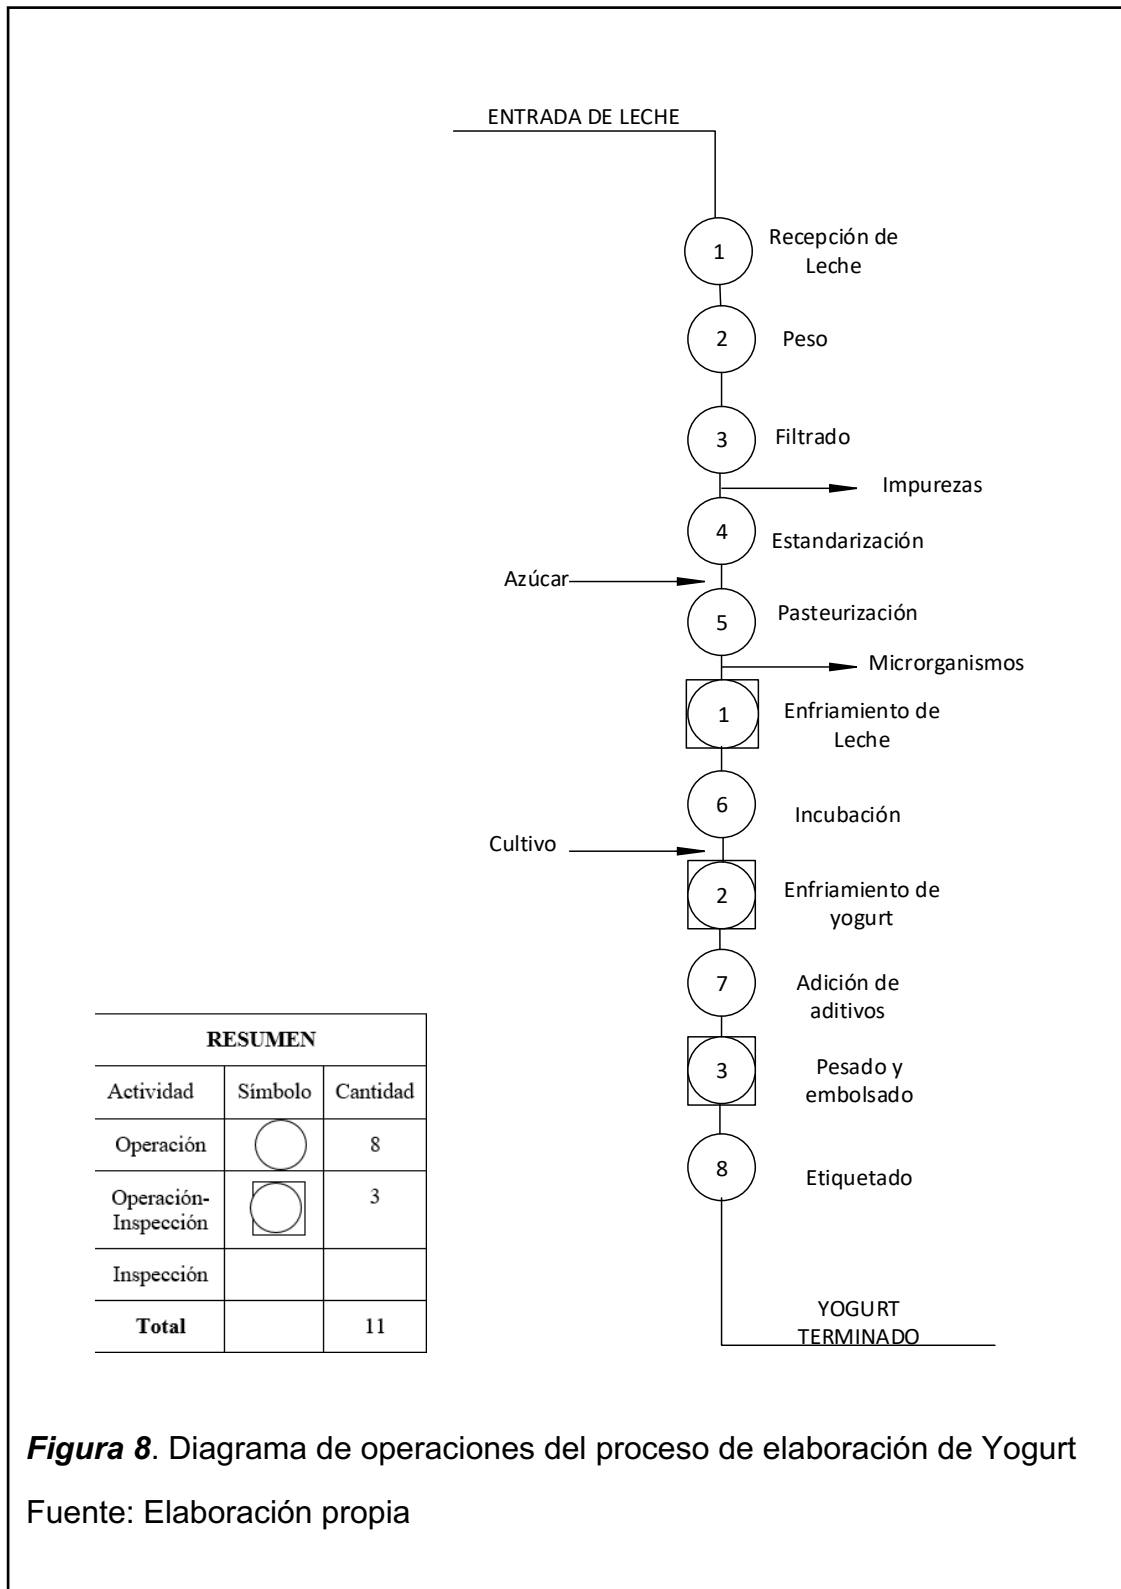 ENTRADA DE LECHE
1
Recepción de
Leche
2
Peso
3
Filtrado
Impurezas
4
Estandarización
Azúcar
5
Pasteurización
Microrganismos
1
Enfriamiento de
Leche
6
Incubación
Cultivo
2
Enfriamiento de
yogurt
7
Adición de
aditivos
3
Pesado y
embolsado
8
Etiquetado
YOGURT
TERMINADO
RESUMEN
Actividad Símbolo Cantidad
Operación 8
Operación- 3
Inspección
Inspección
Total 11
Figura 8. Diagrama de operaciones del proceso de elaboración de Yogurt
Fuente: Elaboración propia